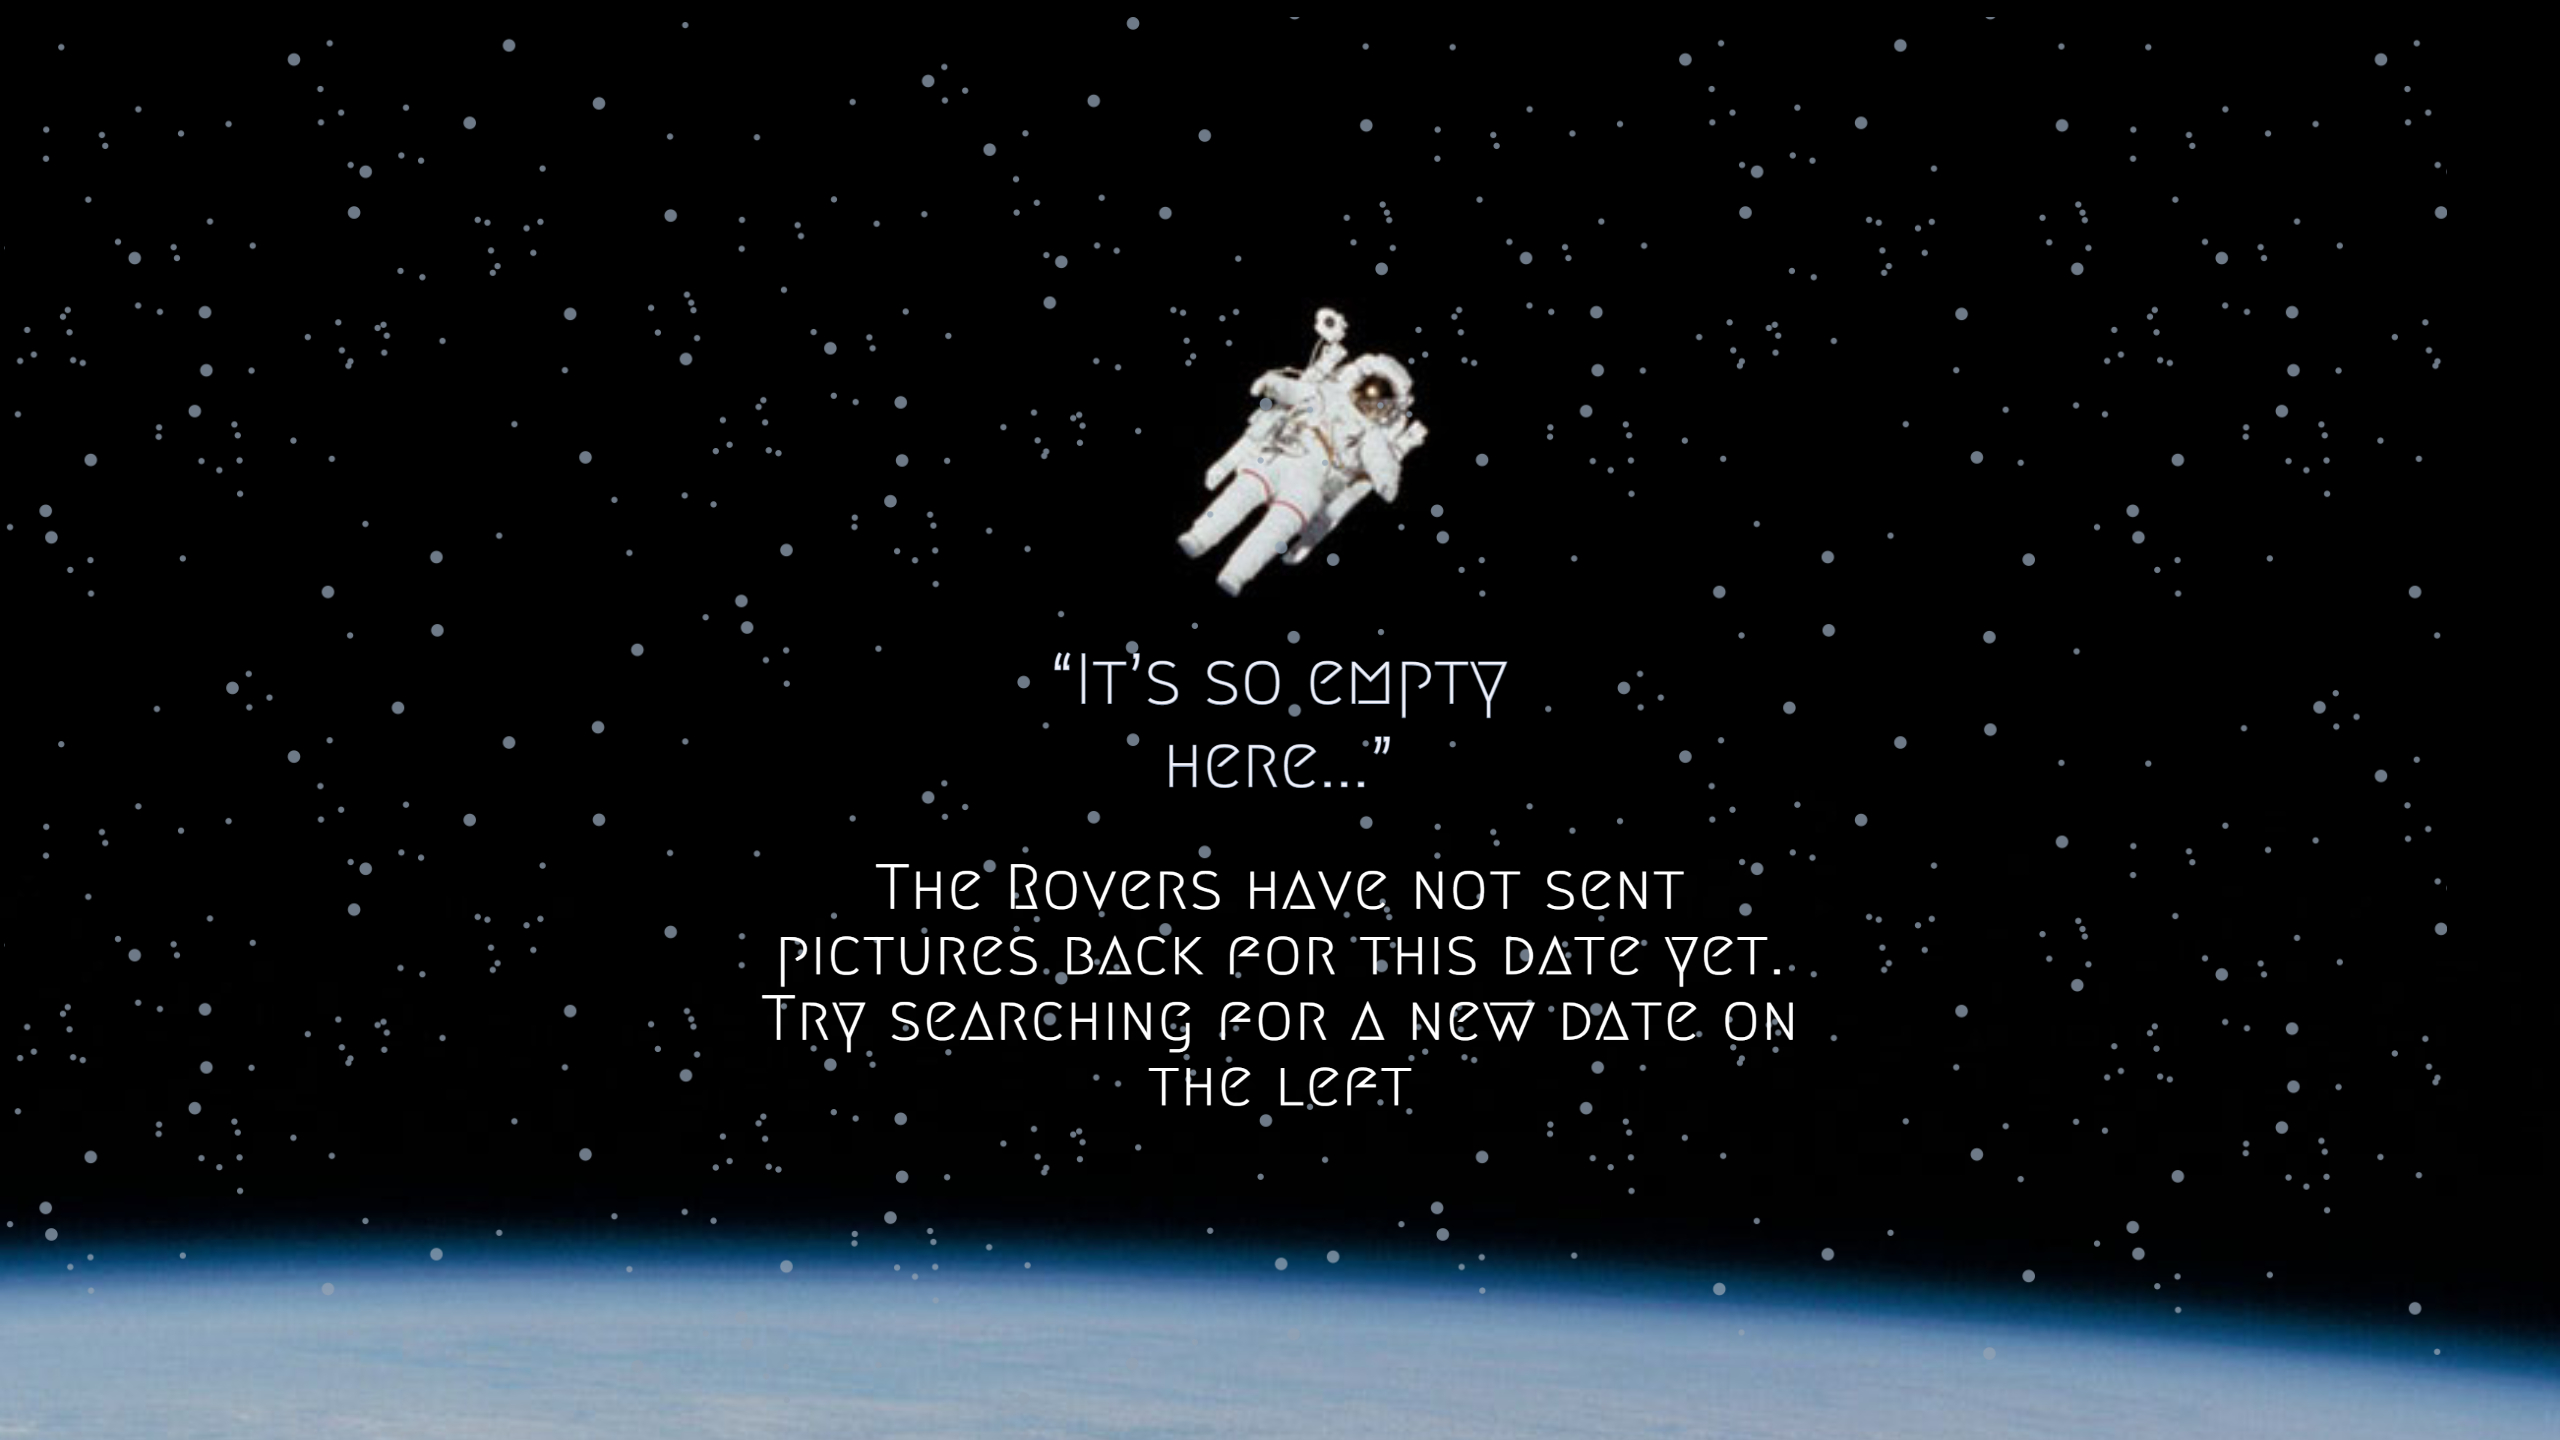 “It’s so empty
here...”
The Rovers have not sent
pictures back for this date yet.
Try searching for a new date on
the left